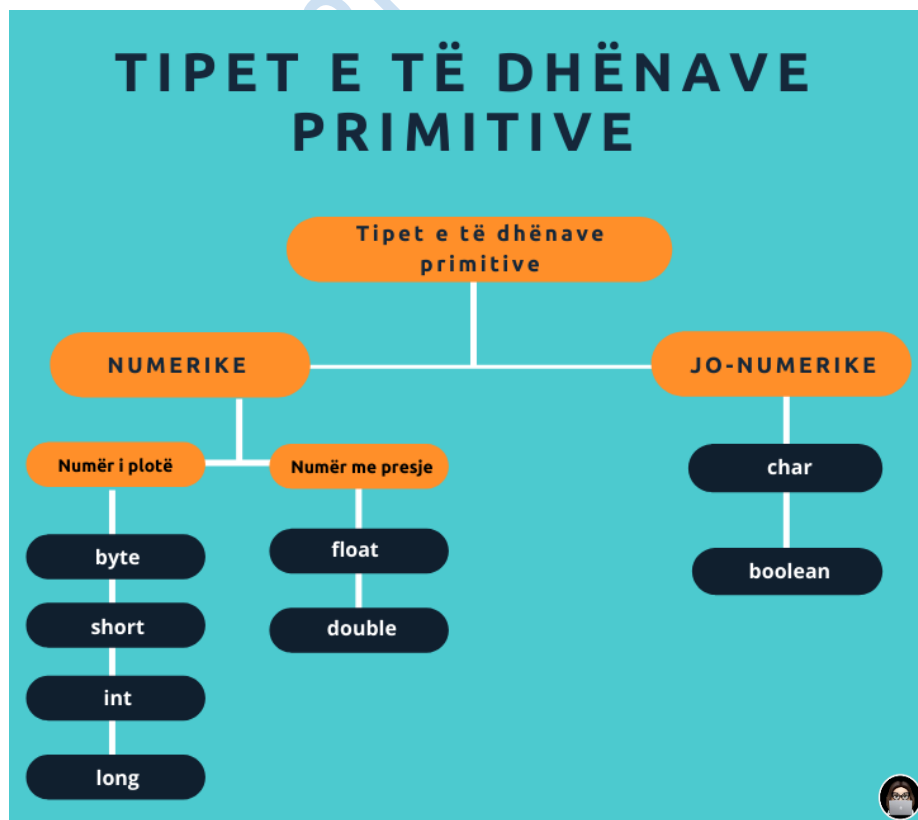 TIPET E TË DHËNAVE
PRIMITIVE
Tipet e të dhënave
primitive
NUMERIKE
JO-NUMERIKE
Numër i plotë
Numër me presje
char
byte
float
boolean
short
double
int
long